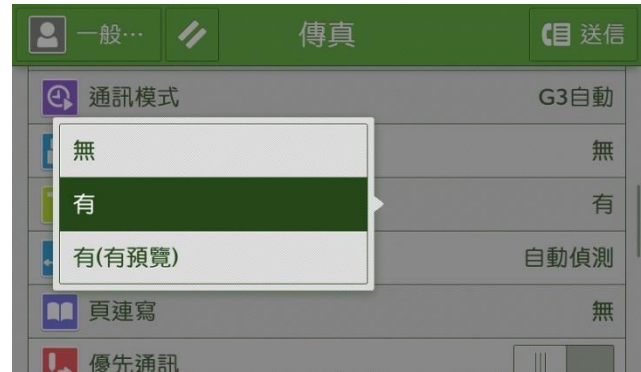 一般… 傳真 送信
通訊模式 G3自動
無 無
有 有
有(有預覽) 自動偵測
頁連寫 無
優先通訊